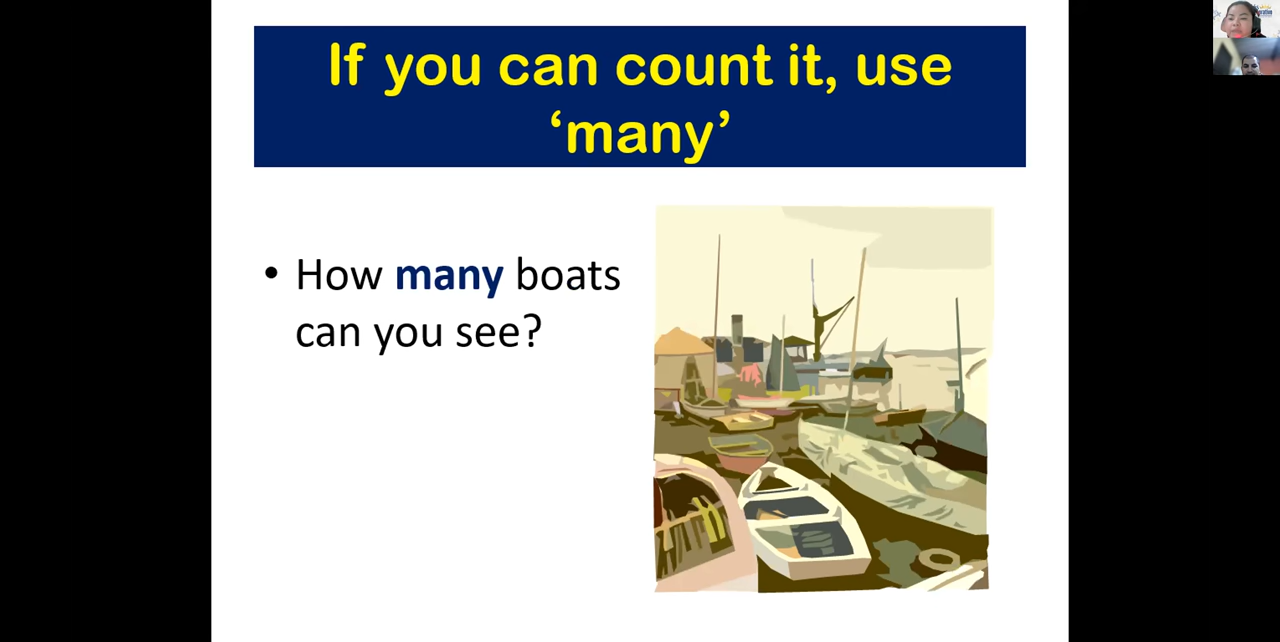 If you can count it, use
‘many’
• How many boats
can you see?